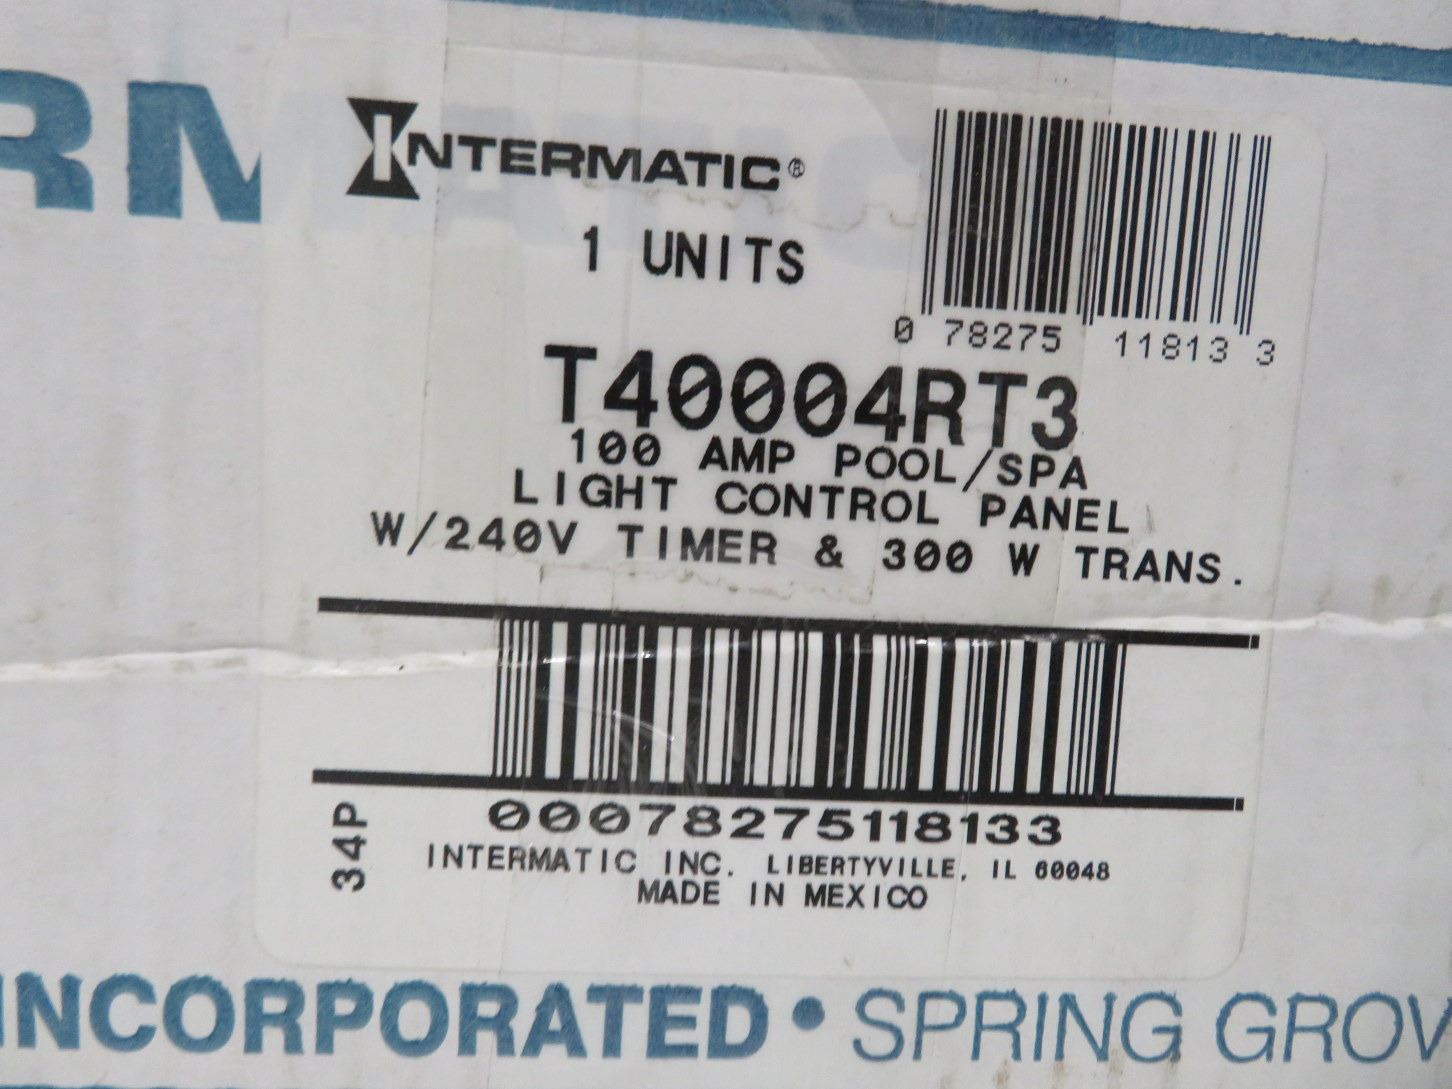 INTERMATIC®
1 UNITS
0 78275 11813 3
T40004RT3
100 AMP POOL/SPA
LIGHT CONTROL PANEL
W/240V TIMER & 300 W TRANS.
34P
00078275118133
INTERMATIC INC. LIBERTYVILLE, IL 60048
MADE IN MEXICO
RMATIC
INCORPORATED • SPRING GROV